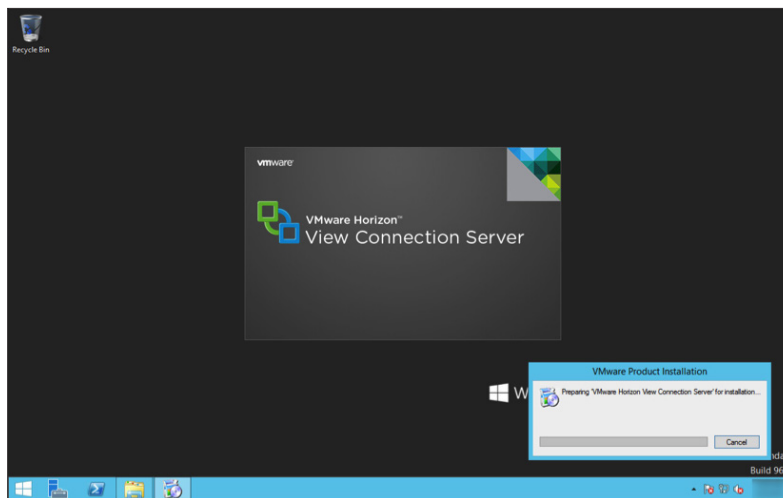 Recycle Bin
vmware
VMware Horizon™
View Connection Server
VMware Product Installation
Preparing 'VMware Horizon View Connection Server' for installation...
Cancel
Build 96